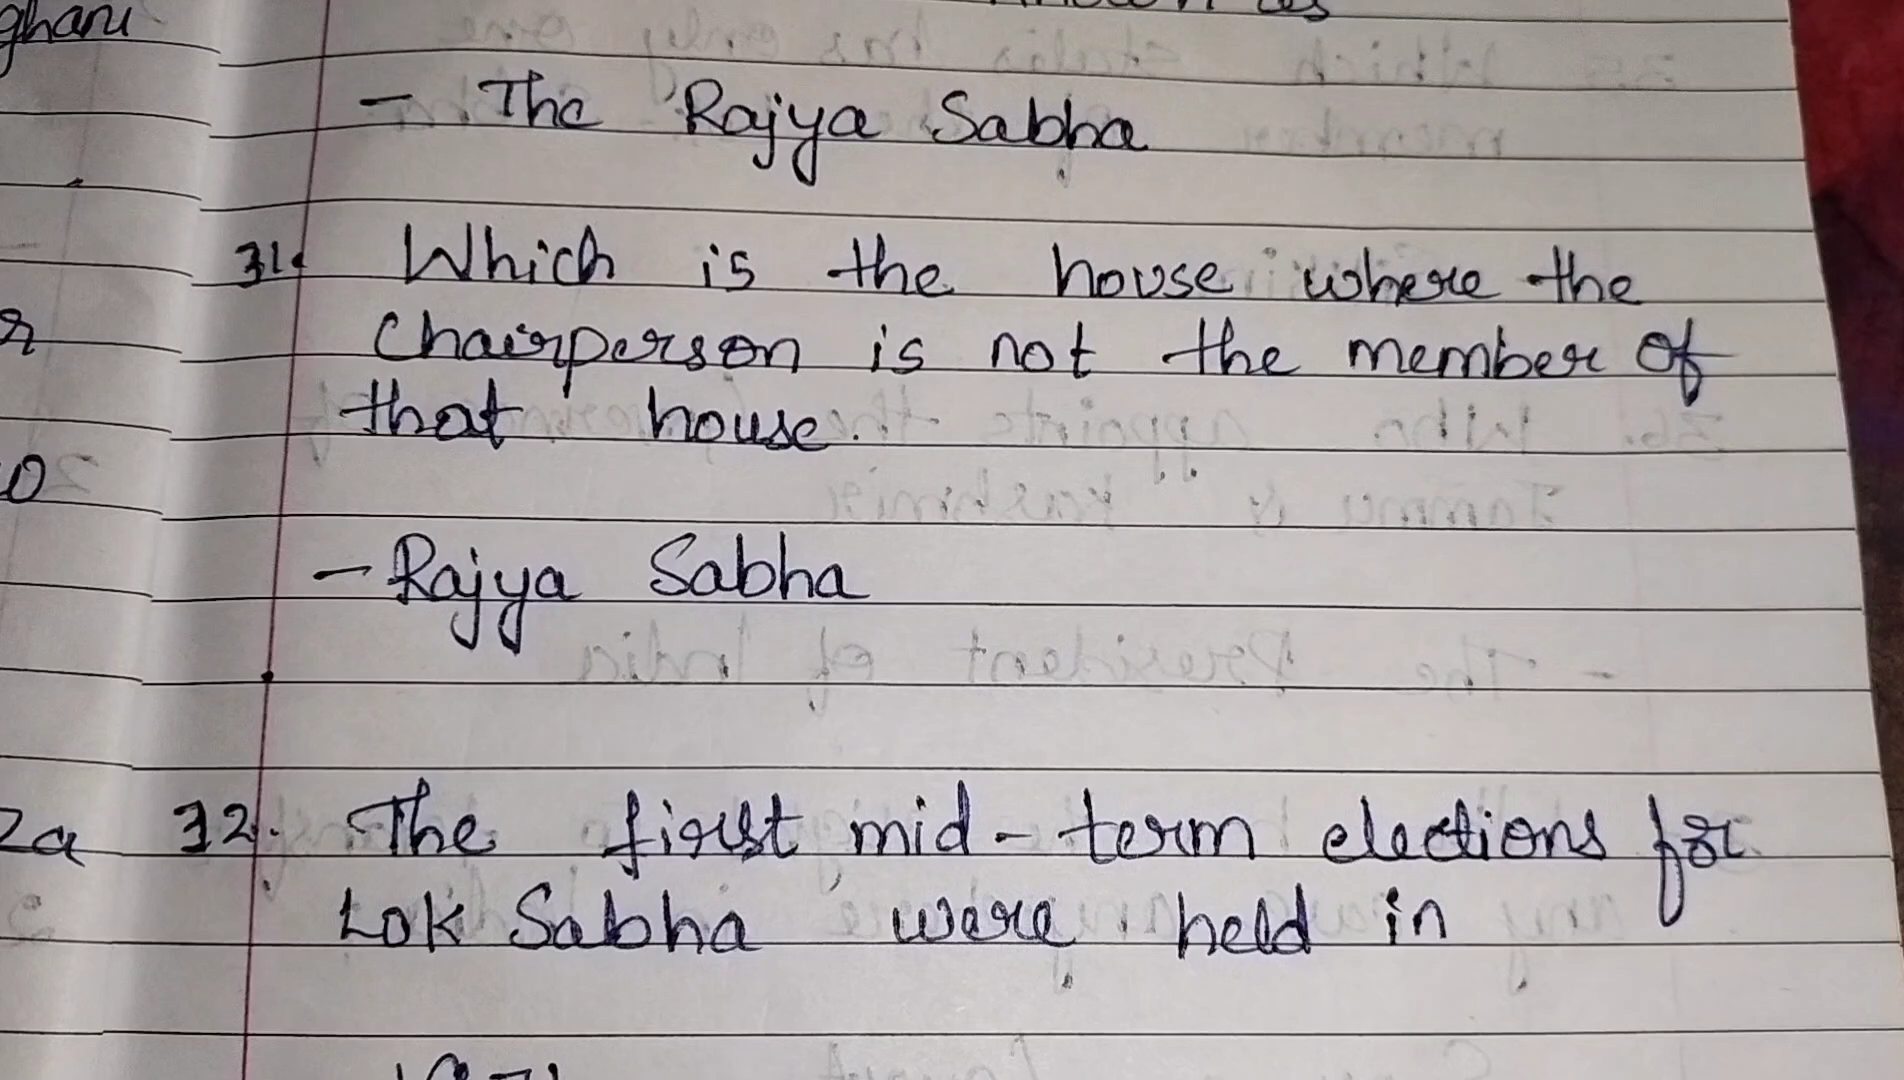 ghani
- The Rajya Sabha
31. Which is the house where the
chairperson is not the member of
that house.
- Rajya Sabha
32. The first mid-term elections for
Lok Sabha were held in